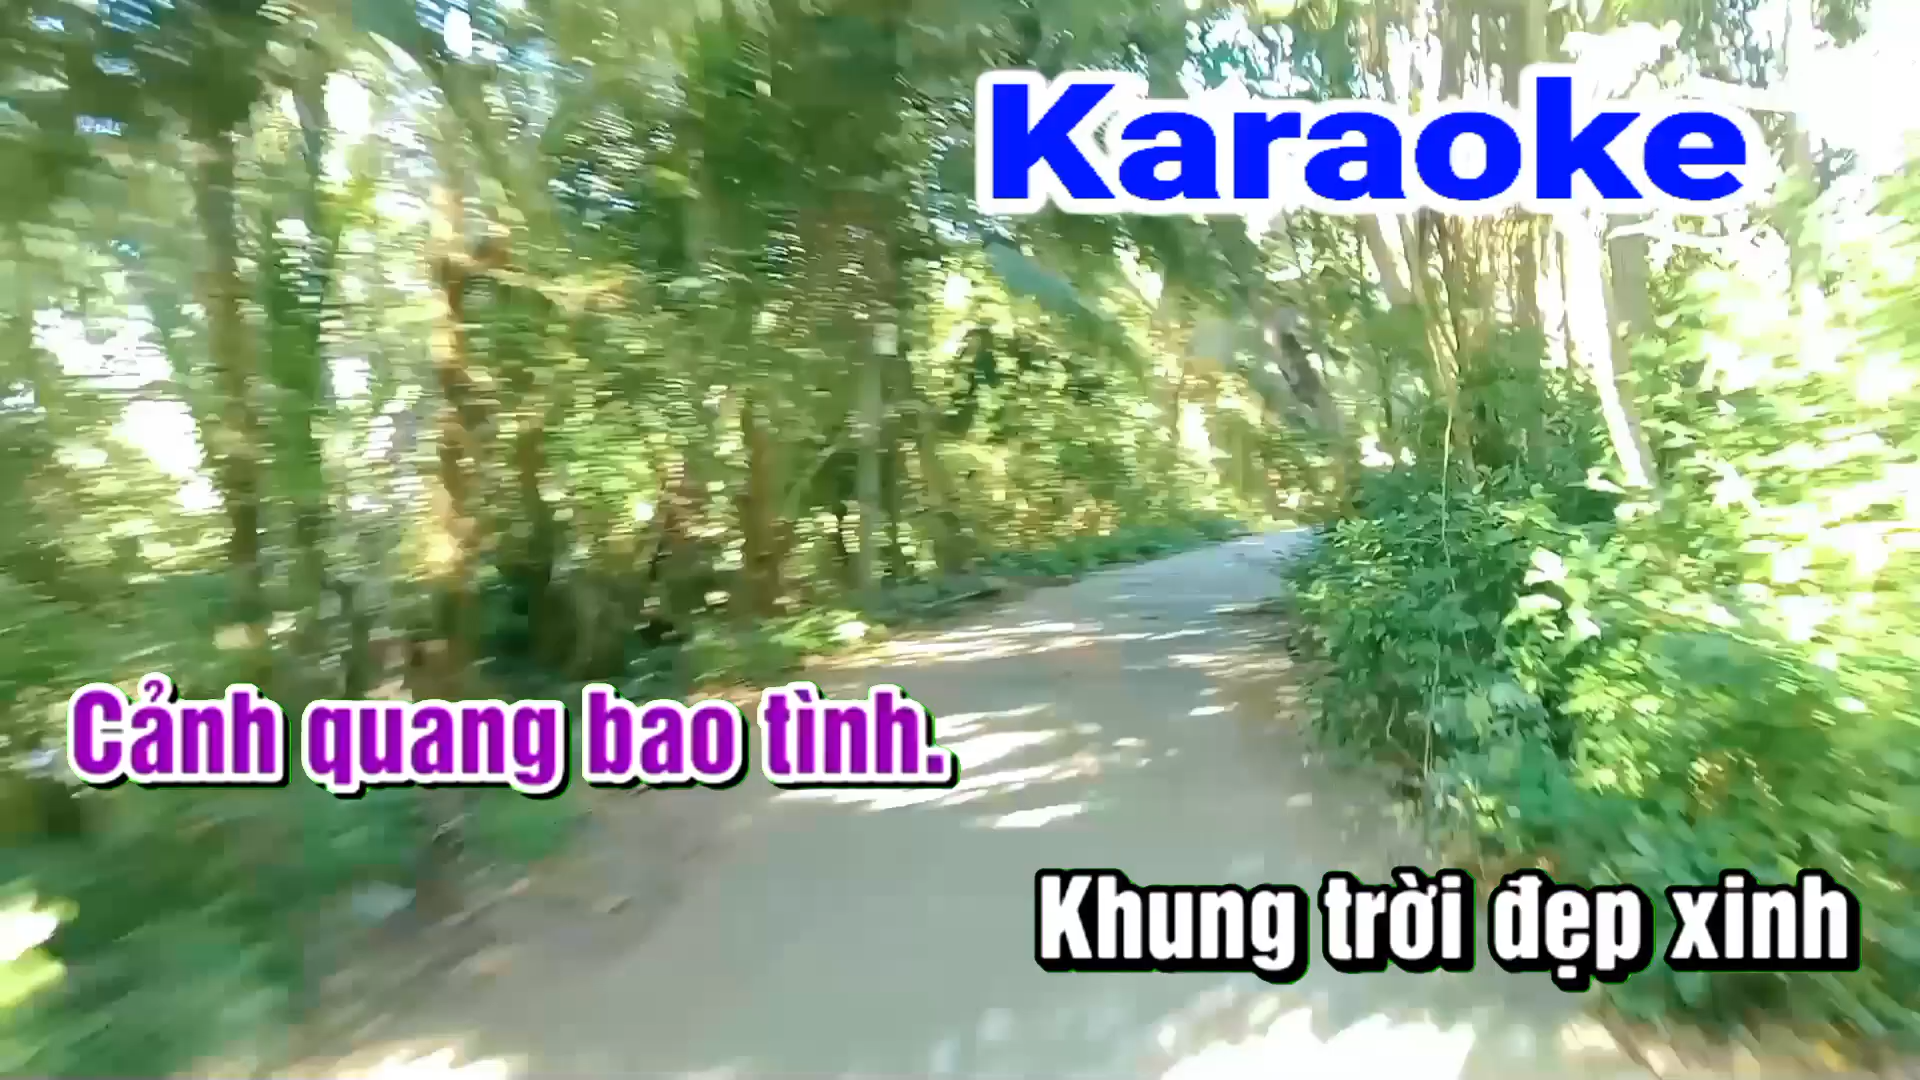 Karaoke
Cảnh quang bao tình.
Khung trời đẹp xinh